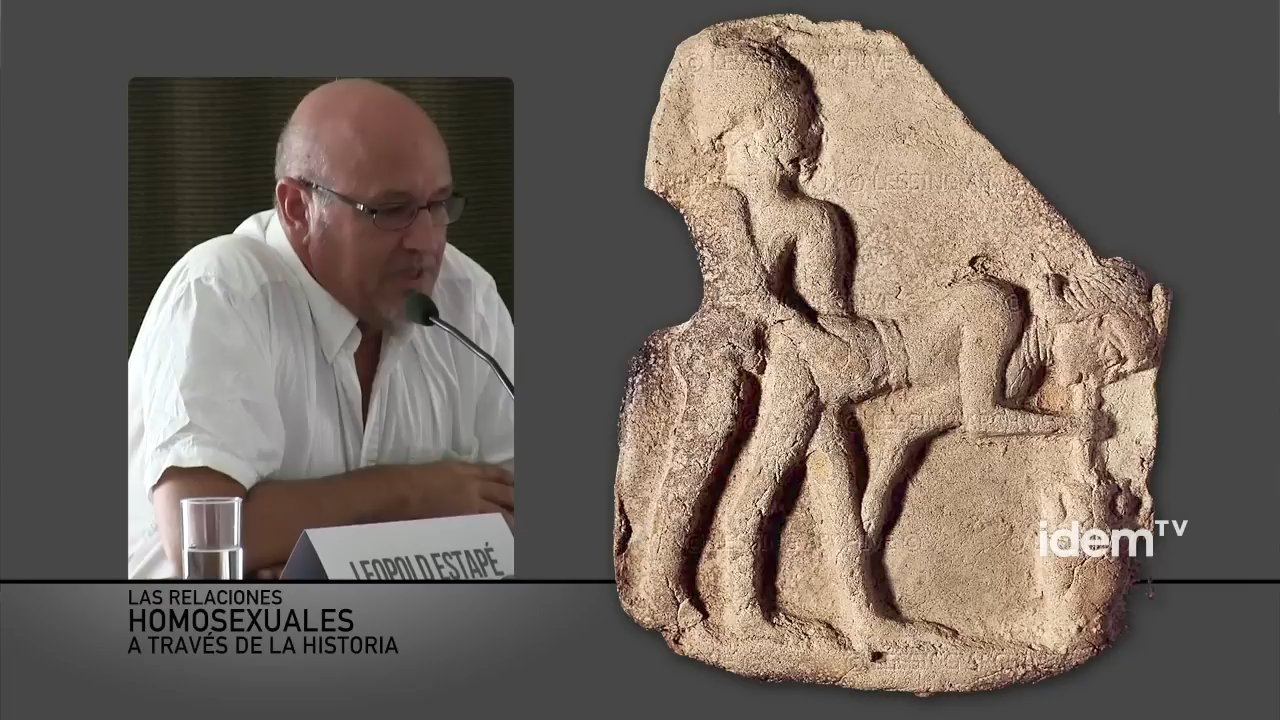 LEOPOLD ESTAPÉ
LAS RELACIONES
HOMOSEXUALES
A TRAVÉS DE LA HISTORIA
idem TV